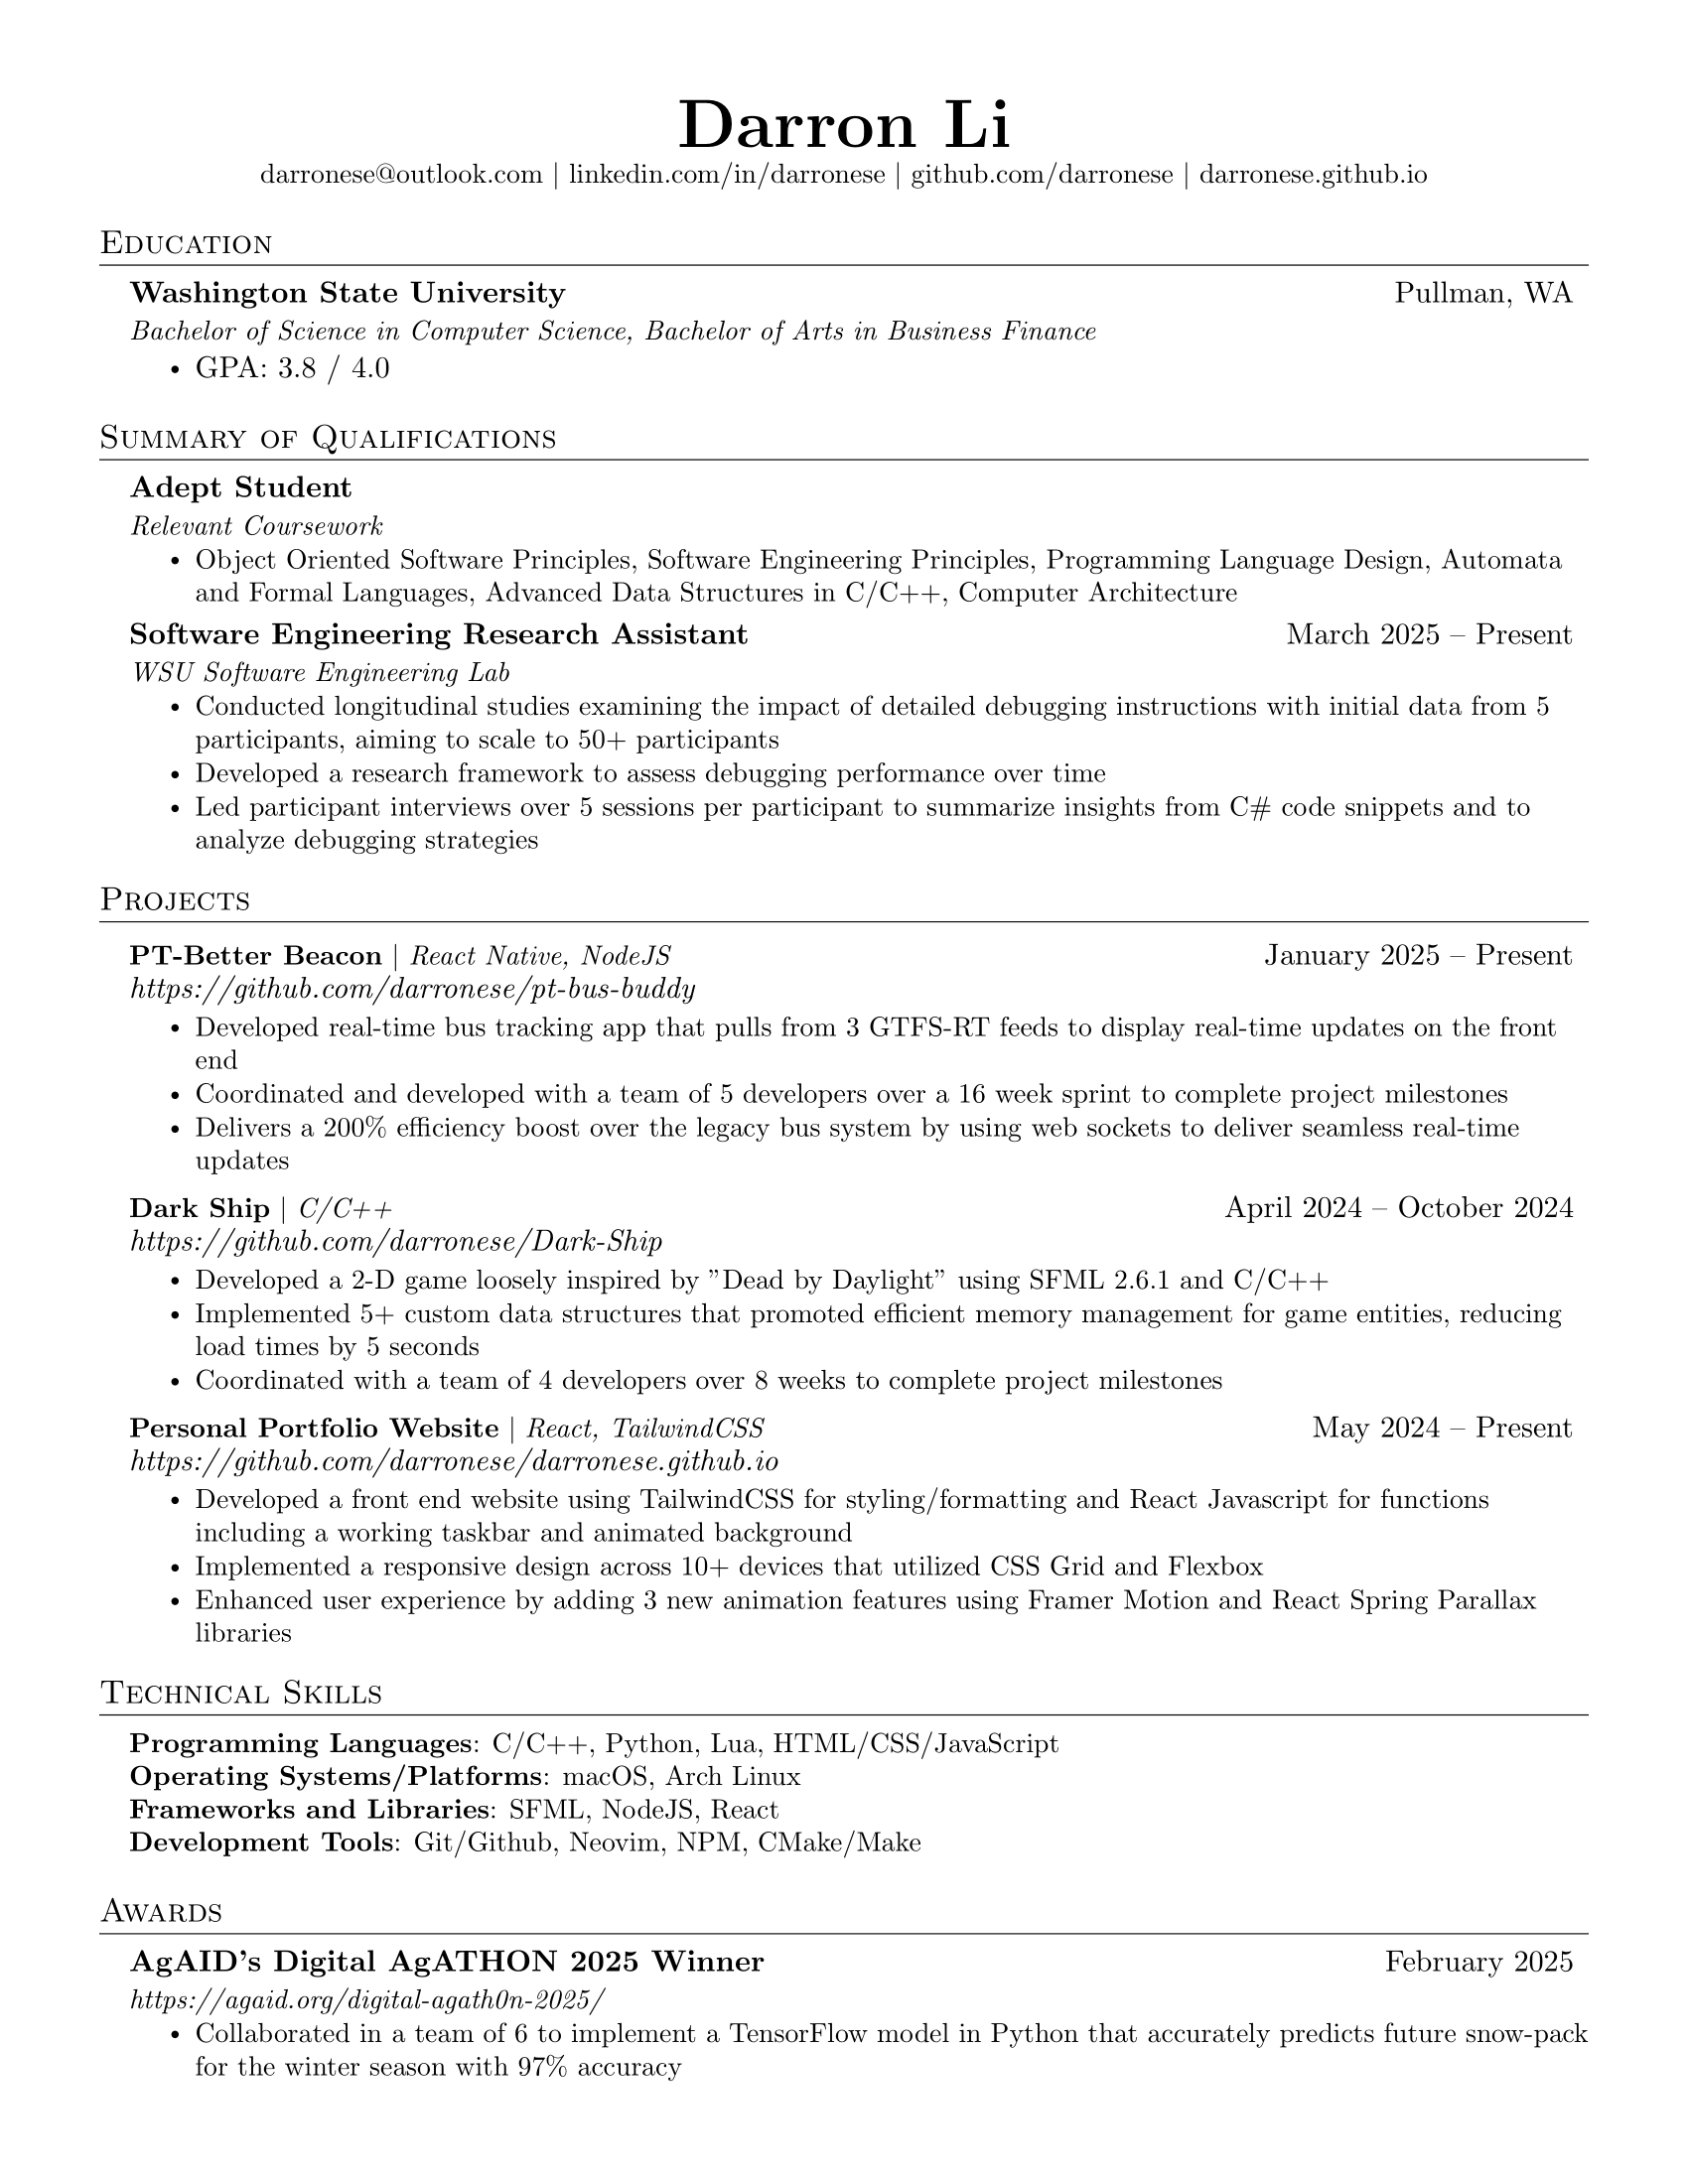 Darron Li
darronese@outlook.com | linkedin.com/in/darronese | github.com/darronese | darronese.github.io
Education
Washington State University Pullman, WA
Bachelor of Science in Computer Science, Bachelor of Arts in Business Finance
• GPA: 3.8 / 4.0
Summary of Qualifications
Adept Student
Relevant Coursework
• Object Oriented Software Principles, Software Engineering Principles, Programming Language Design, Automata
and Formal Languages, Advanced Data Structures in C/C++, Computer Architecture
Software Engineering Research Assistant March 2025 – Present
WSU Software Engineering Lab
• Conducted longitudinal studies examining the impact of detailed debugging instructions with initial data from 5
participants, aiming to scale to 50+ participants
• Developed a research framework to assess debugging performance over time
• Led participant interviews over 5 sessions per participant to summarize insights from C# code snippets and to
analyze debugging strategies
Projects
PT-Better Beacon | React Native, NodeJS January 2025 – Present
https://github.com/darronese/pt-bus-buddy
• Developed real-time bus tracking app that pulls from 3 GTFS-RT feeds to display real-time updates on the front
end
• Coordinated and developed with a team of 5 developers over a 16 week sprint to complete project milestones
• Delivers a 200% efficiency boost over the legacy bus system by using web sockets to deliver seamless real-time
updates
Dark Ship | C/C++ April 2024 – October 2024
https://github.com/darronese/Dark-Ship
• Developed a 2-D game loosely inspired by ”Dead by Daylight” using SFML 2.6.1 and C/C++
• Implemented 5+ custom data structures that promoted efficient memory management for game entities, reducing
load times by 5 seconds
• Coordinated with a team of 4 developers over 8 weeks to complete project milestones
Personal Portfolio Website | React, TailwindCSS May 2024 – Present
https://github.com/darronese/darronese.github.io
• Developed a front end website using TailwindCSS for styling/formatting and React Javascript for functions
including a working taskbar and animated background
• Implemented a responsive design across 10+ devices that utilized CSS Grid and Flexbox
• Enhanced user experience by adding 3 new animation features using Framer Motion and React Spring Parallax
libraries
Technical Skills
Programming Languages: C/C++, Python, Lua, HTML/CSS/JavaScript
Operating Systems/Platforms: macOS, Arch Linux
Frameworks and Libraries: SFML, NodeJS, React
Development Tools: Git/Github, Neovim, NPM, CMake/Make
Awards
AgAID’s Digital AgATHON 2025 Winner February 2025
https://agaid.org/digital-agath0n-2025/
• Collaborated in a team of 6 to implement a TensorFlow model in Python that accurately predicts future snow-pack
for the winter season with 97% accuracy